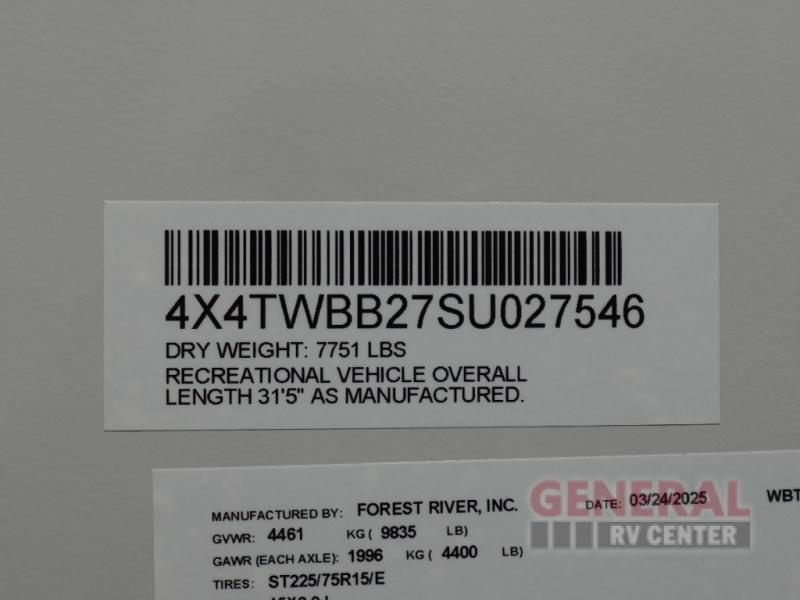 4X4TWBB27SU027546
DRY WEIGHT: 7751 LBS
RECREATIONAL VEHICLE OVERALL
LENGTH 31'5" AS MANUFACTURED.
MANUFACTURED BY: FOREST RIVER, INC. DATE: 03/24/2025 WBT
GVWR: 4461 KG ( 9835 LB)
GAWR (EACH AXLE): 1996 KG ( 4400 LB)
TIRES: ST225/75R15/E
GENERAL
RV CENTER